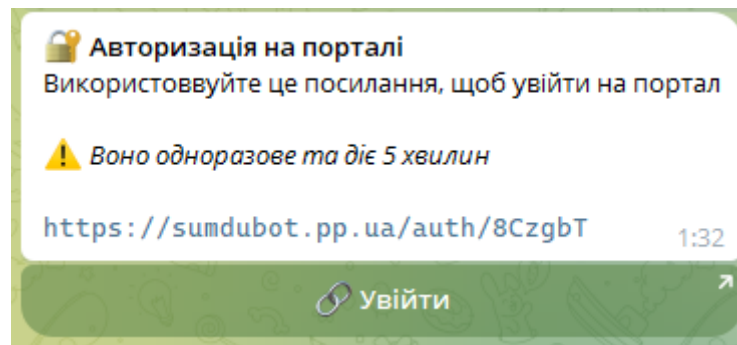 🔐 Авторизація на порталі
Використоввуйте це посилання, щоб увійти на портал
⚠️ Воно одноразове та діє 5 хвилин
https://sumdubot.pp.ua/auth/8CzgbT
1:32
🔗 Увійти